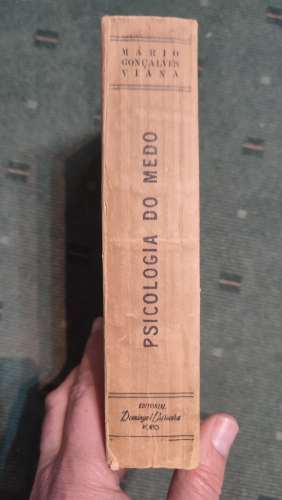 MÁRIO
GONÇALVES
VIANA
PSICOLOGIA DO MEDO
EDITORIAL
Domingos Barreira
PORTO